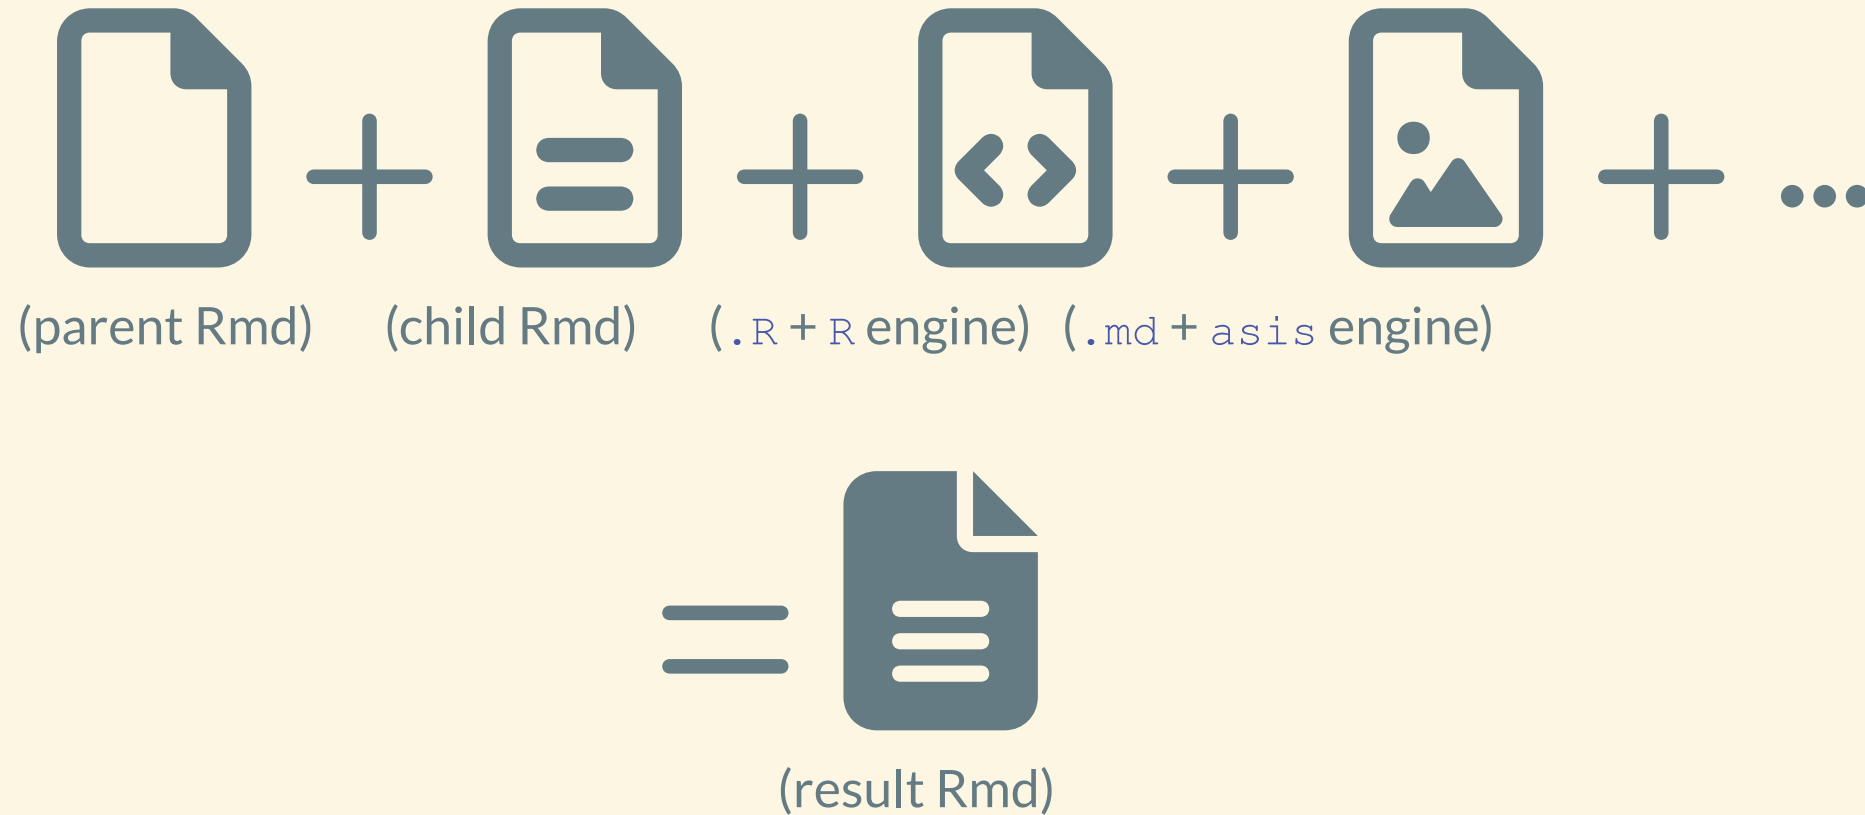 (parent Rmd) (child Rmd) (.R + R engine) (.md + asis engine)
(result Rmd)